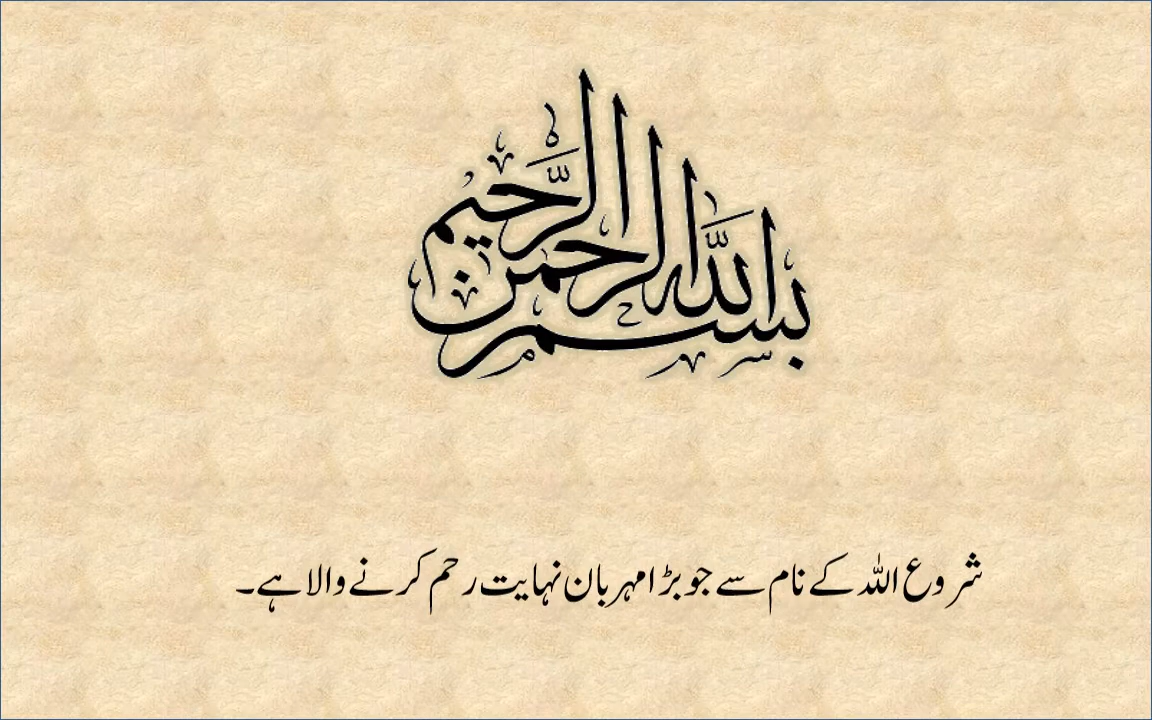 بسم الله الرحمن الرحيم
شروع اللہ کے نام سے جو بڑا مہربان نہایت رحم کرنے والا ہے۔